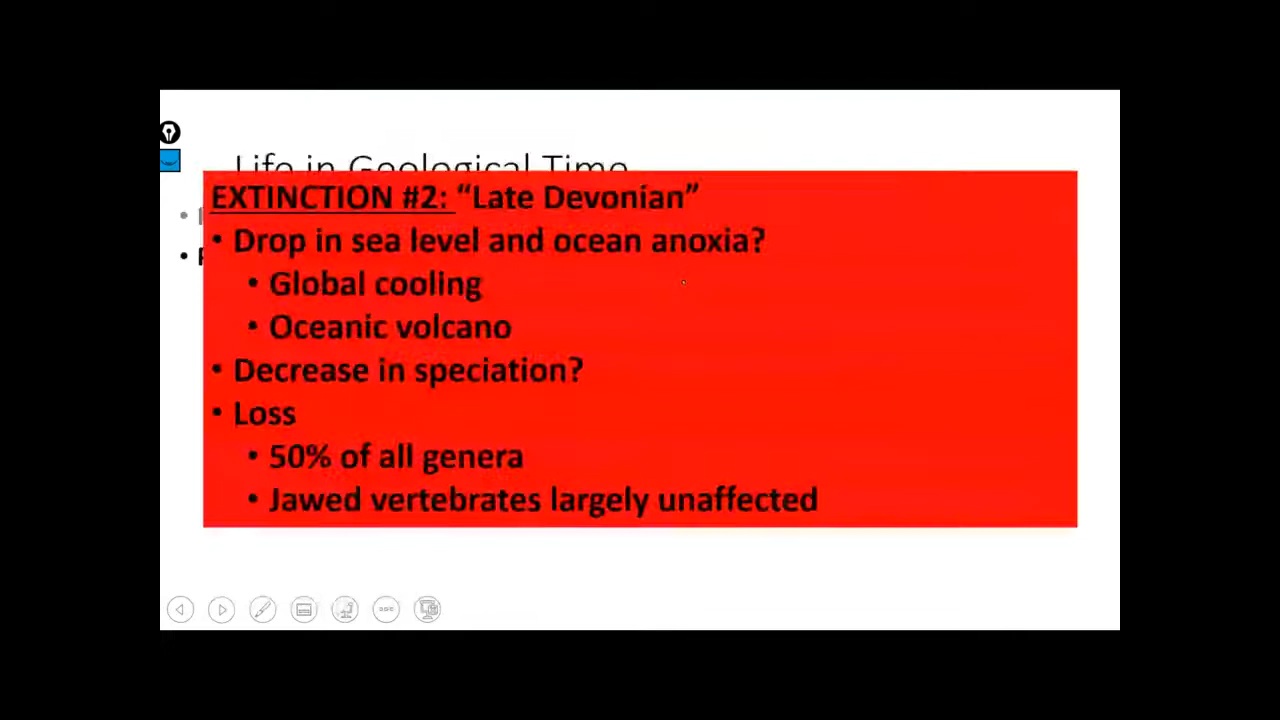 Life in Geological Time
EXTINCTION #2: “Late Devonian”
• Drop in sea level and ocean anoxia?
• Global cooling
• Oceanic volcano
• Decrease in speciation?
• Loss
• 50% of all genera
• Jawed vertebrates largely unaffected